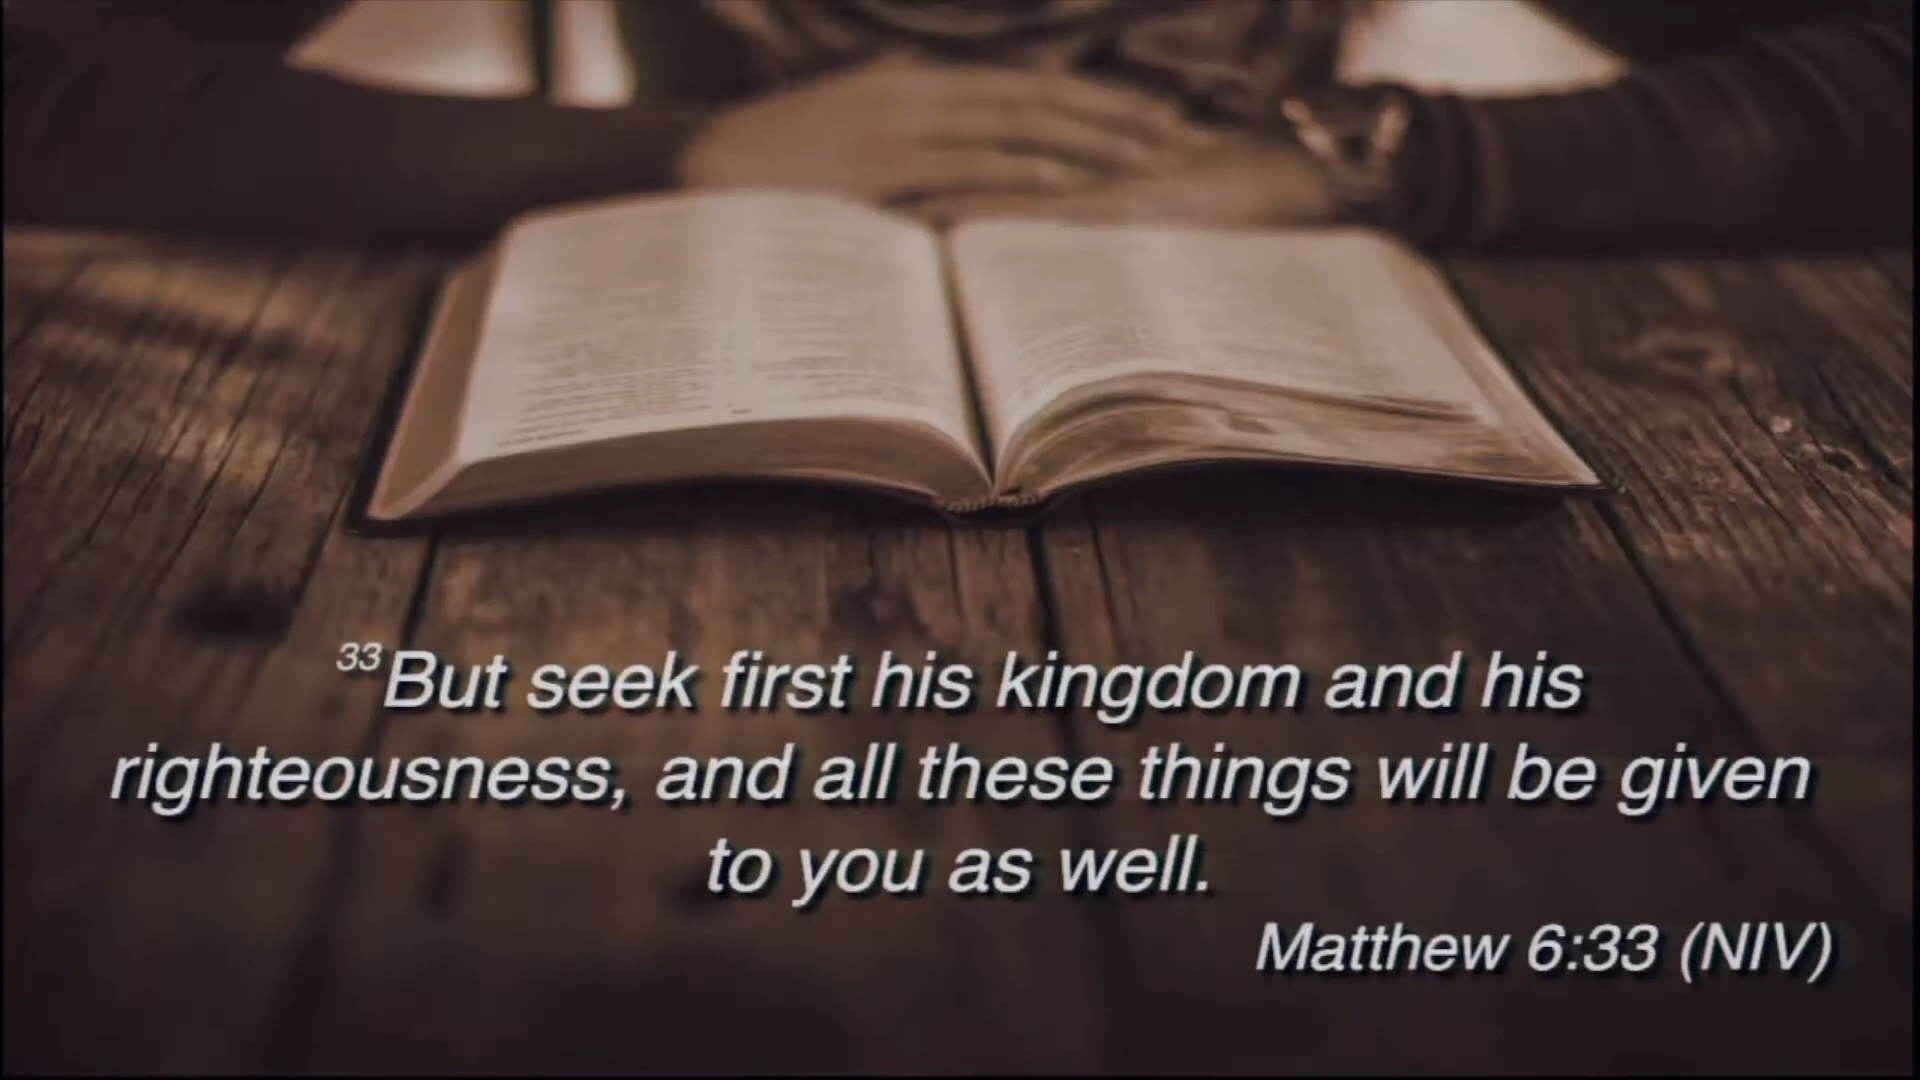 33But seek first his kingdom and his
righteousness, and all these things will be given
to you as well.
Matthew 6:33 (NIV)